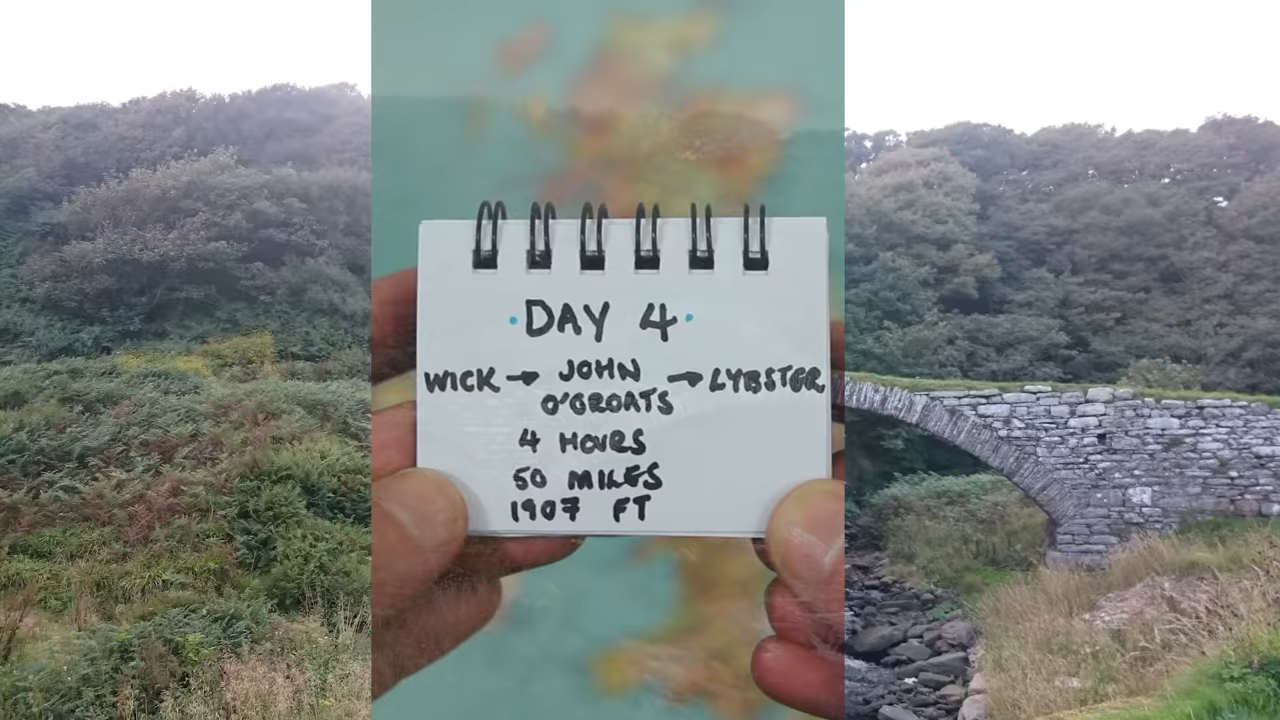 ·DAY 4·
WICK → JOHN O'GROATS → LYBSTER
4 HOURS
50 MILES
1907 FT